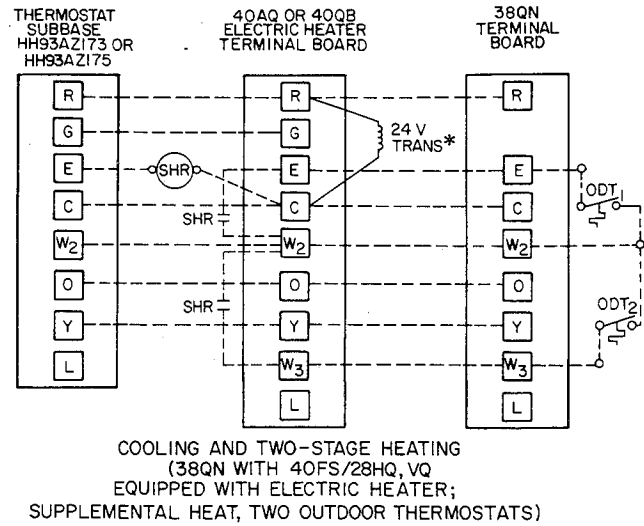 THERMOSTAT
SUBBASE
HH93AZ173 OR
HH93AZ175
40AQ OR 40QB
ELECTRIC HEATER
TERMINAL BOARD
38QN
TERMINAL
BOARD
R
R
R
24 V
TRANS*
G
G
E
SHR
E
E
ODT1
C
SHR
C
C
W2
W2
W2
O
SHR
O
O
ODT2
Y
Y
Y
L
W3
W3
L
L
COOLING AND TWO-STAGE HEATING
(38QN WITH 40FS/28HQ, VQ
EQUIPPED WITH ELECTRIC HEATER;
SUPPLEMENTAL HEAT, TWO OUTDOOR THERMOSTATS)